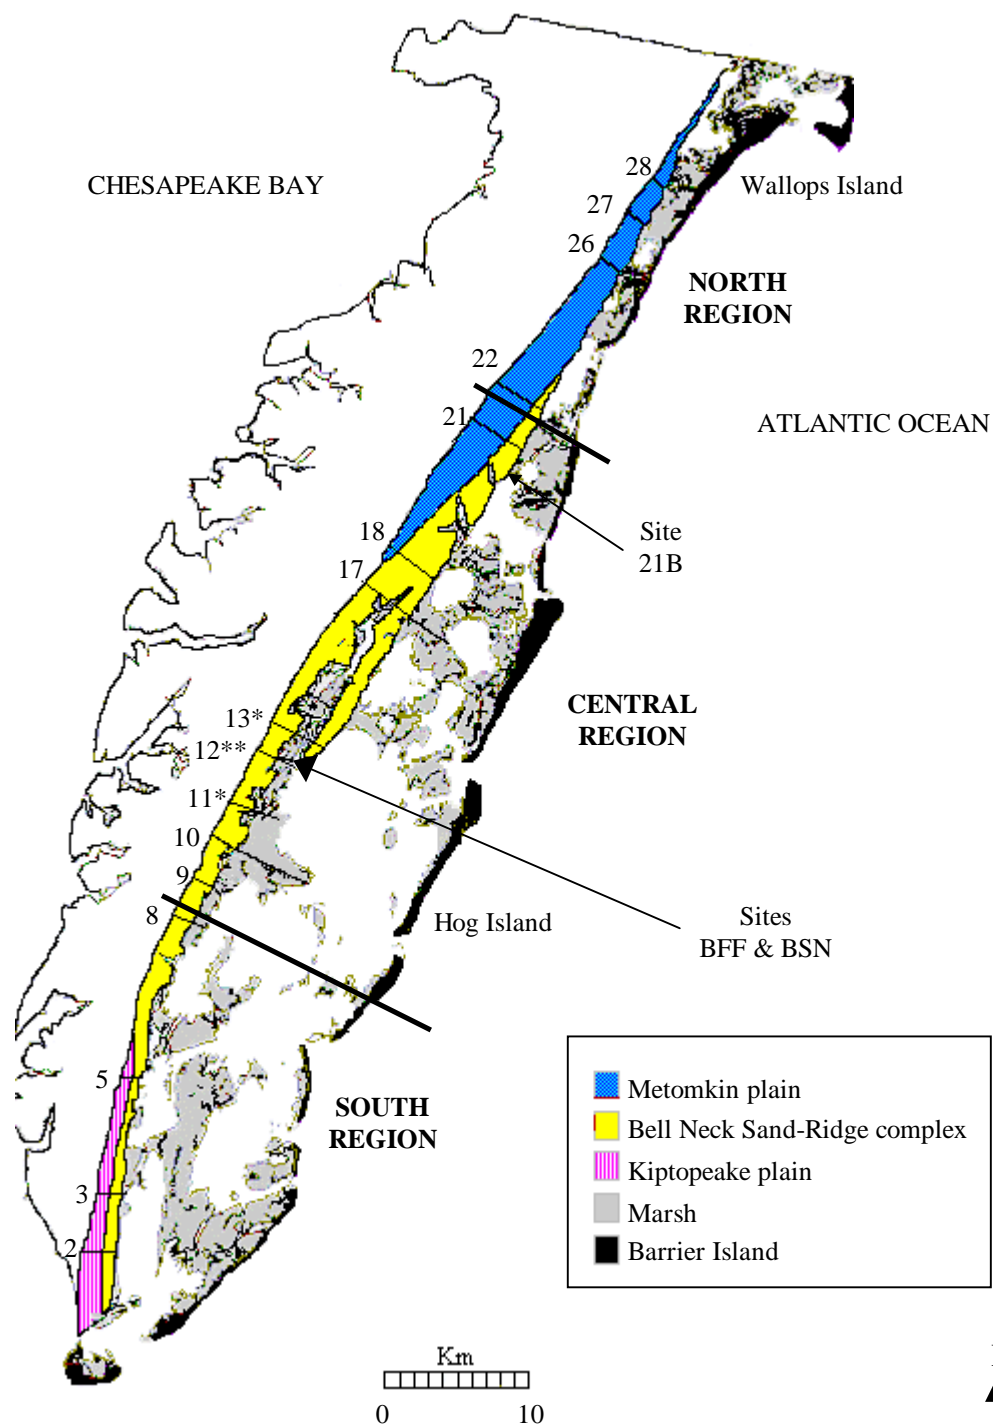 CHESAPEAKE BAY
28
Wallops Island
27
26
NORTH
REGION
22
21
ATLANTIC OCEAN
18
Site
21B
17
CENTRAL
REGION
13*
12**
11*
10
9
8
Hog Island
Sites
BFF & BSN
5
SOUTH
REGION
3
2
Metomkin plain
Bell Neck Sand-Ridge complex
Kiptopeake plain
Marsh
Barrier Island
Km
0 10